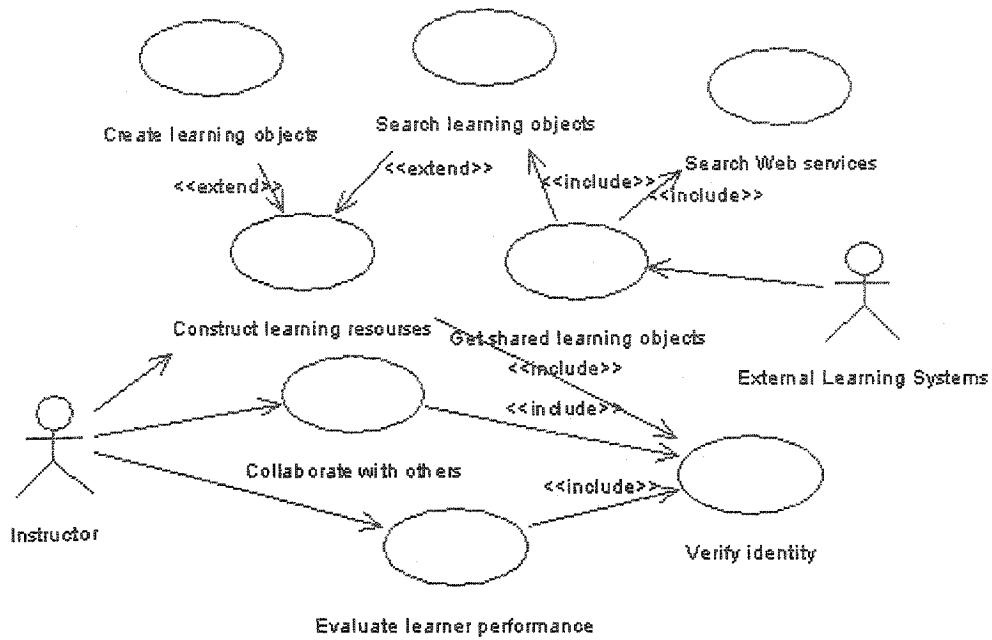 Create learning objects
Search learning objects
Search Web services
<<extend>>
<<extend>>
<<include>>
<<include>>
Construct learning resourses
Get shared learning objects
<<include>>
External Learning Systems
<<include>>
Collaborate with others
<<include>>
Instructor
Verify identity
Evaluate learner performance